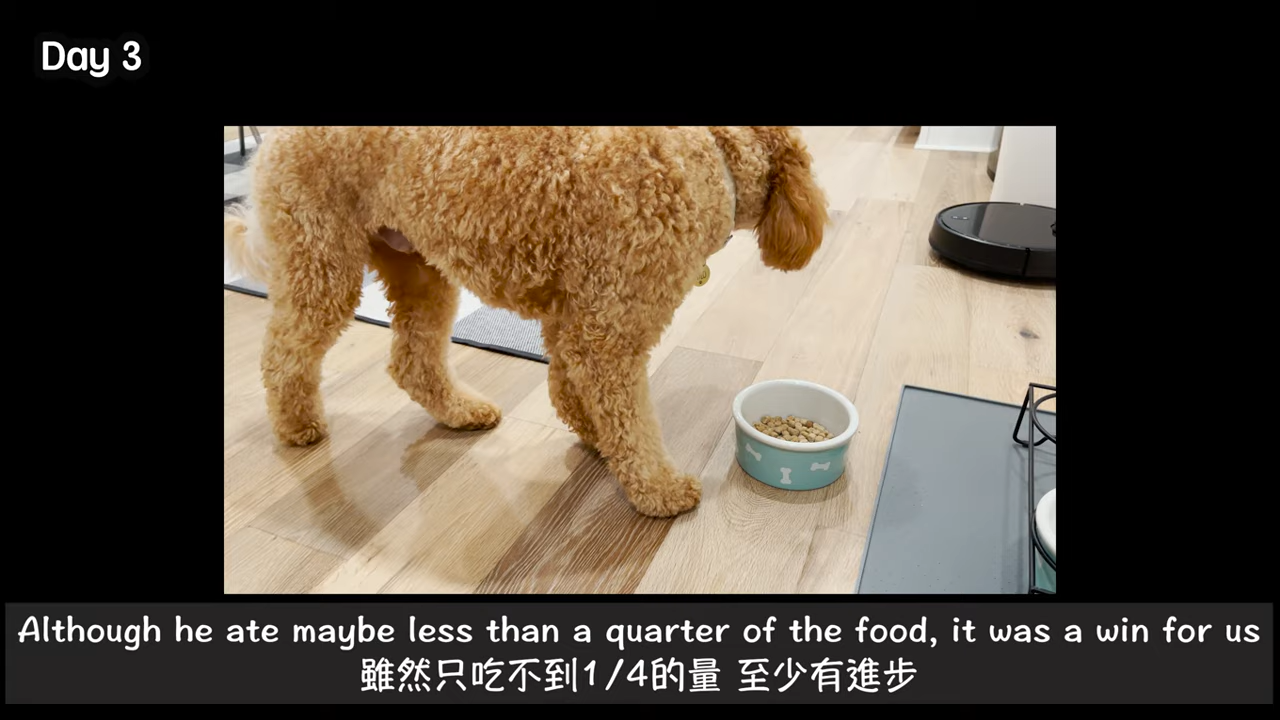 Day 3
Although he ate maybe less than a quarter of the food, it was a win for us
雖然只吃不到1/4的量 至少有進步